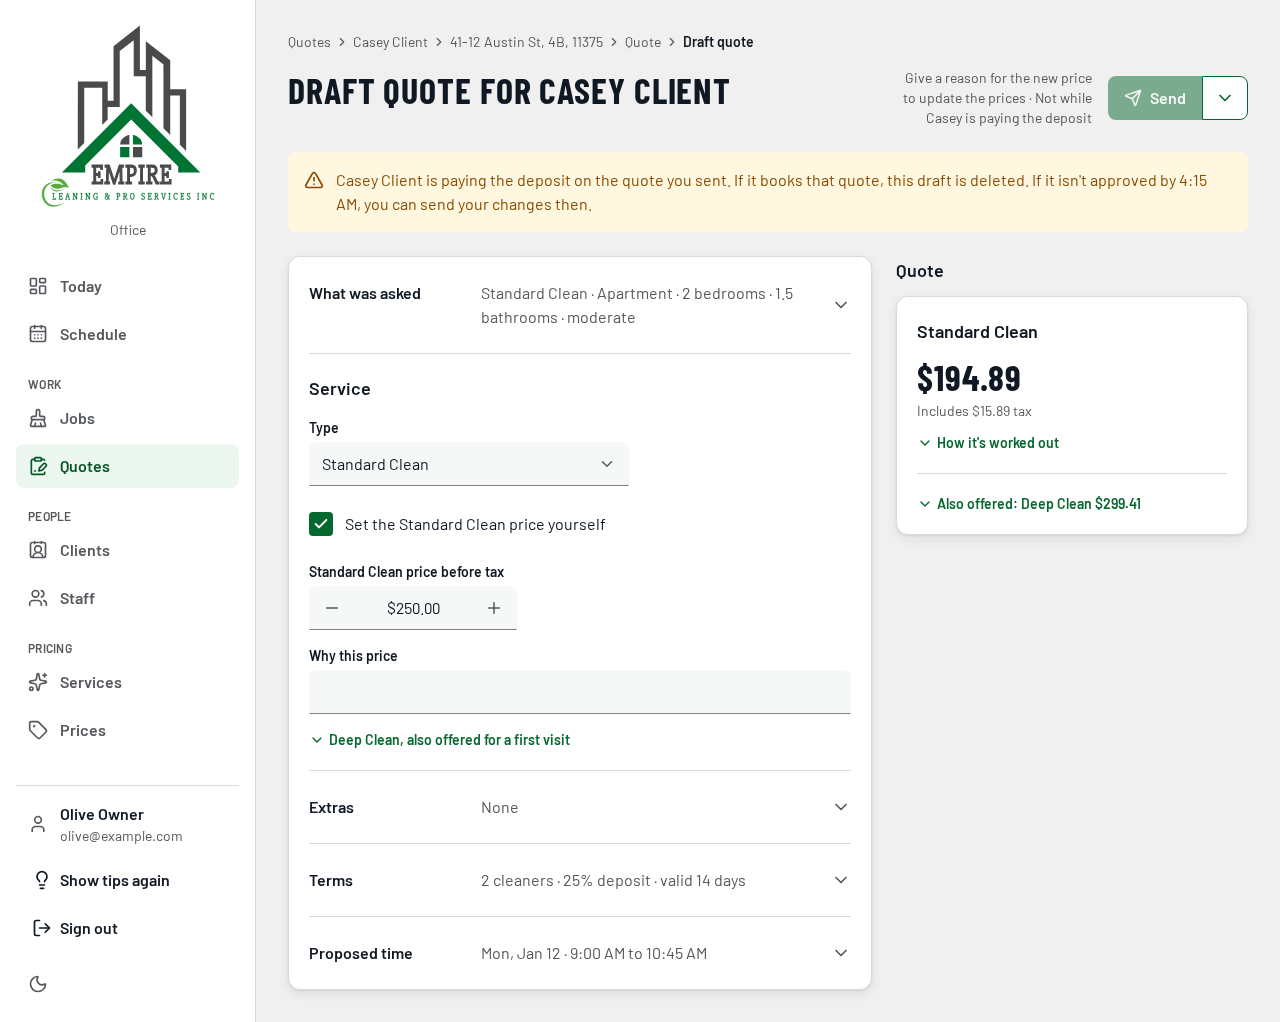 EMPIRE
LEANING & PRO SERVICES INC
Office
Today
Schedule
WORK
Jobs
Quotes
PEOPLE
Clients
Staff
PRICING
Services
Prices
Olive Owner
olive@example.com
Show tips again
Sign out
Quotes > Casey Client > 41-12 Austin St, 4B, 11375 > Quote > Draft quote
DRAFT QUOTE FOR CASEY CLIENT
Give a reason for the new price
to update the prices · Not while
Casey is paying the deposit
Send
Casey Client is paying the deposit on the quote you sent. If it books that quote, this draft is deleted. If it isn't approved by 4:15
AM, you can send your changes then.
What was asked
Standard Clean · Apartment · 2 bedrooms · 1.5
bathrooms · moderate
Service
Type
Standard Clean
Set the Standard Clean price yourself
Standard Clean price before tax
$250.00
Why this price
Deep Clean, also offered for a first visit
Extras
None
Terms
2 cleaners · 25% deposit · valid 14 days
Proposed time
Mon, Jan 12 · 9:00 AM to 10:45 AM
Quote
Standard Clean
$194.89
Includes $15.89 tax
How it's worked out
Also offered: Deep Clean $299.41